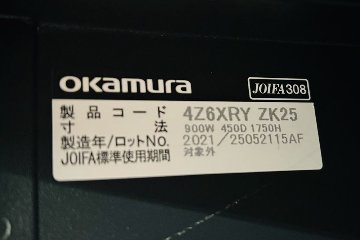 okamura
JOIFA308
製品コード 4Z6XRY ZK25
寸法 900W 450D 1750H
製造年/ロットNo. 2021/25052115AF
JOIFA標準使用期間 対象外